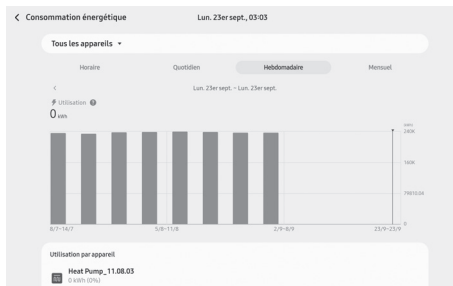 Consommation énergétique
Lun. 23er sept., 03:03
Tous les appareils
Horaire Quotidien Hebdomadaire Mensuel
Lun. 23er sept. - Lun. 23er sept.
Utilisation ?
0 kWh
240K
160K
79810.04
0
8/7-14/7 5/8-11/8 2/9-8/9 23/9-23/9
Utilisation par appareil
Heat Pump_11.08.03
0 kWh (0%)